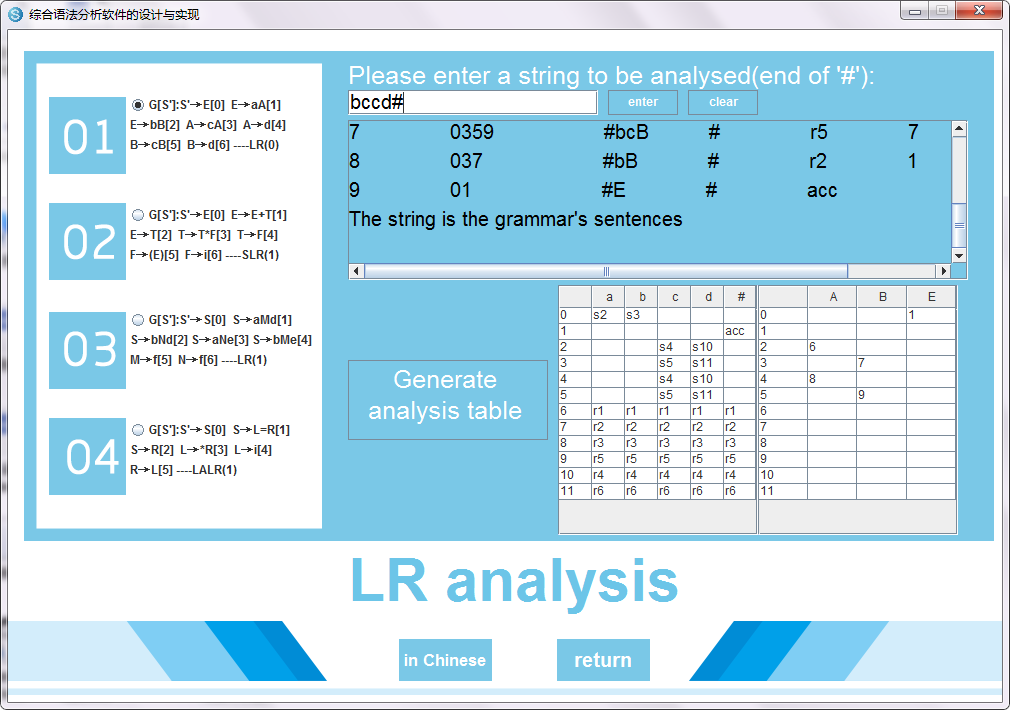 综合语法分析软件的设计与实现
01
G[S']:S'→E[0] E→aA[1]
E→bB[2] A→cA[3] A→d[4]
B→cB[5] B→d[6] ----LR(0)
02
G[S']:S'→E[0] E→E+T[1]
E→T[2] T→T*F[3] T→F[4]
F→(E)[5] F→i[6] ----SLR(1)
03
G[S']:S'→S[0] S→aMd[1]
S→bNd[2] S→aNe[3] S→bMe[4]
M→f[5] N→f[6] ----LR(1)
04
G[S']:S'→S[0] S→L=R[1]
S→R[2] L→*R[3] L→i[4]
R→L[5] ----LALR(1)
Please enter a string to be analysed(end of '#'):
bccd#
enter clear
7 0359 #bcB # r5 7
8 037 #bB # r2 1
9 01 #E # acc
The string is the grammar's sentences
Generate
analysis table
a b c d # A B E
0 s2 s3 0 1
1 acc 1
2 s4 s10 2 6
3 s5 s11 3 7
4 s4 s10 4 8
5 s5 s11 5 9
6 r1 r1 r1 r1 r1 6
7 r2 r2 r2 r2 r2 7
8 r3 r3 r3 r3 r3 8
9 r5 r5 r5 r5 r5 9
10 r4 r4 r4 r4 r4 10
11 r6 r6 r6 r6 r6 11
LR analysis
in Chinese return